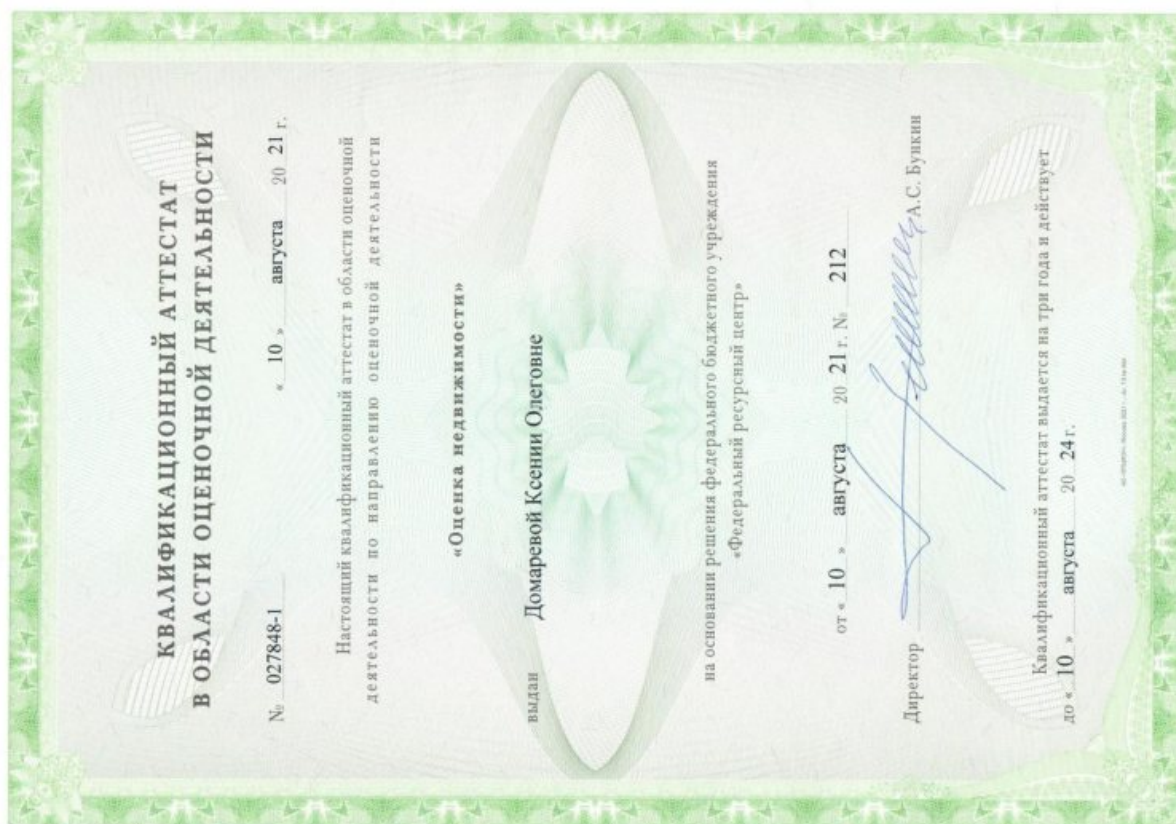 КВАЛИФИКАЦИОННЫЙ АТТЕСТАТ
В ОБЛАСТИ ОЦЕНОЧНОЙ ДЕЯТЕЛЬНОСТИ
№ 027848-1 « 10 » августа 20 21 г.
Настоящий квалификационный аттестат в области оценочной
деятельности по направлению оценочной деятельности
«Оценка недвижимости»
выдан Домаревой Ксении Олеговне
на основании решения федерального бюджетного учреждения
«Федеральный ресурсный центр»
от « 10 » августа 20 21 г. № 212
Директор А.С. Бункин
Квалификационный аттестат выдается на три года и действует
до « 10 » августа 20 24 г.